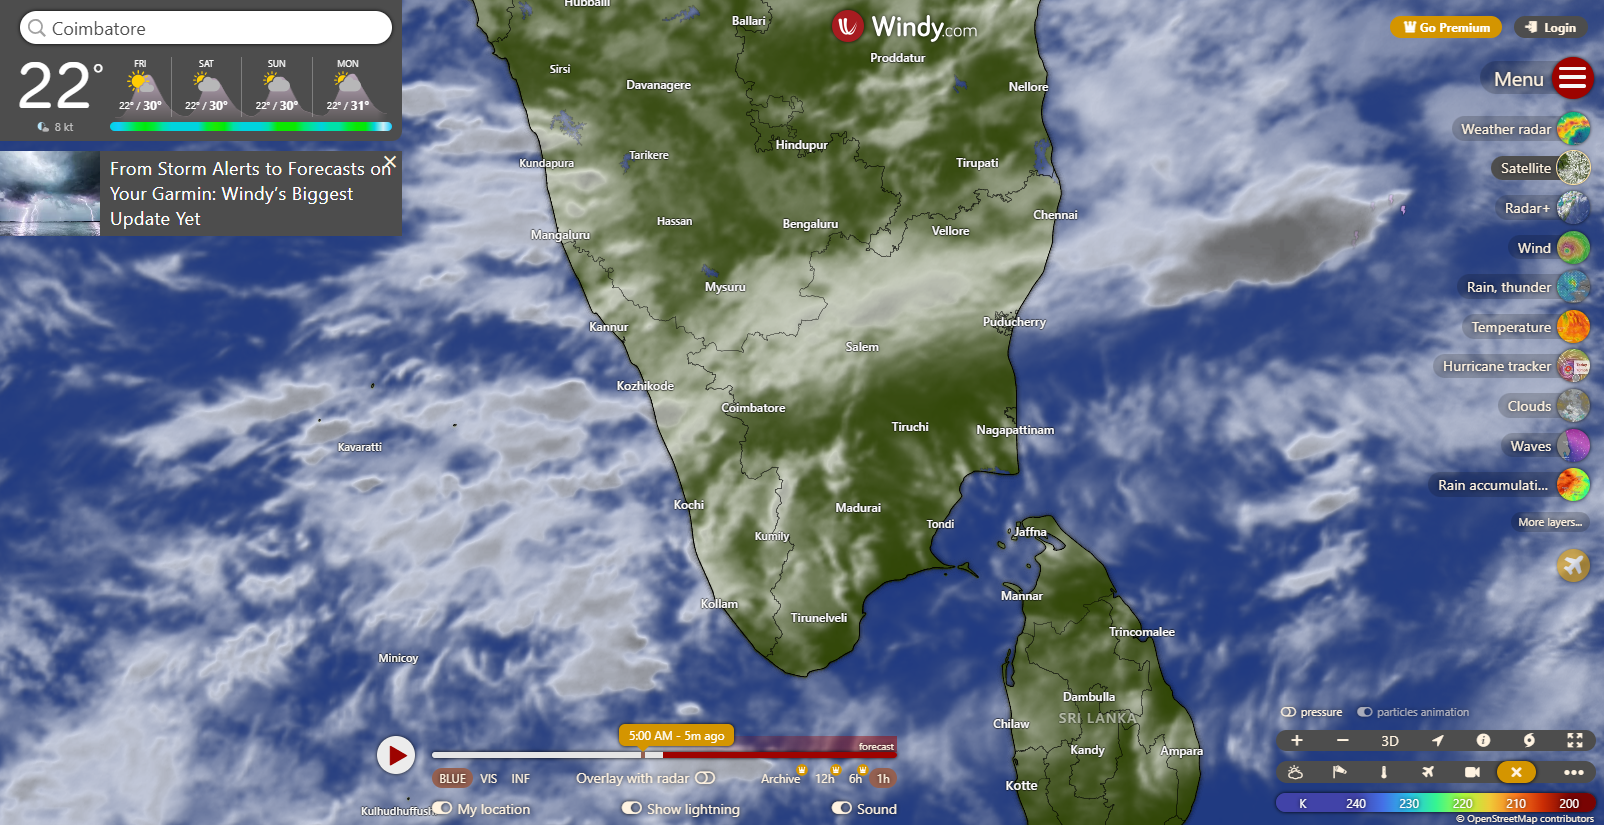 Coimbatore
22°
8 kt
FRI
22° / 30°
SAT
22° / 30°
SUN
22° / 30°
MON
22° / 31°
From Storm Alerts to Forecasts on
Your Garmin: Windy’s Biggest
Update Yet
Windy.com
Go Premium
Login
Menu
Weather radar
Satellite
Radar+
Wind
Rain, thunder
Temperature
Hurricane tracker
Clouds
Waves
Rain accumulati...
More layers...
Hubballi
Ballari
Proddatur
Sirsi
Davanagere
Nellore
Hindupur
Kundapura
Tarikere
Tirupati
Hassan
Bengaluru
Chennai
Mangaluru
Vellore
Mysuru
Kannur
Puducherry
Salem
Kozhikode
Coimbatore
Tiruchi
Nagapattinam
Kavaratti
Kochi
Madurai
Tondi
Kumily
Jaffna
Mannar
Kollam
Tirunelveli
Trincomalee
Minicoy
Dambulla
SRI LANKA
Chilaw
Kandy
Ampara
Kotte
Kulhudhuffushi
5:00 AM - 5m ago
forecast
BLUE VIS INF
Overlay with radar
Archive 12h 6h 1h
My location
Show lightning
Sound
pressure
particles animation
+ − 3D
K 240 230 220 210 200
© OpenStreetMap contributors